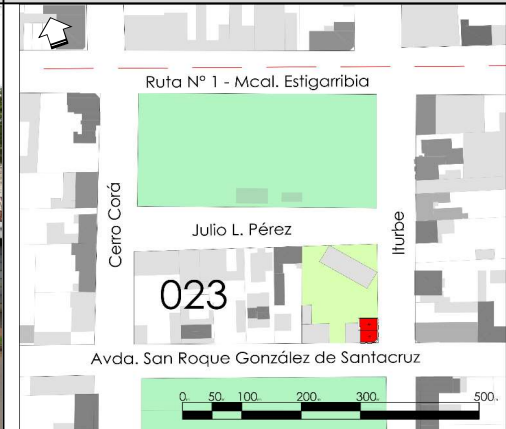 Ruta N° 1 - Mcal. Estigarribia
Cerro Corá
Julio L. Pérez
Iturbe
023
Avda. San Roque González de Santacruz
0 50 100 200 300 500